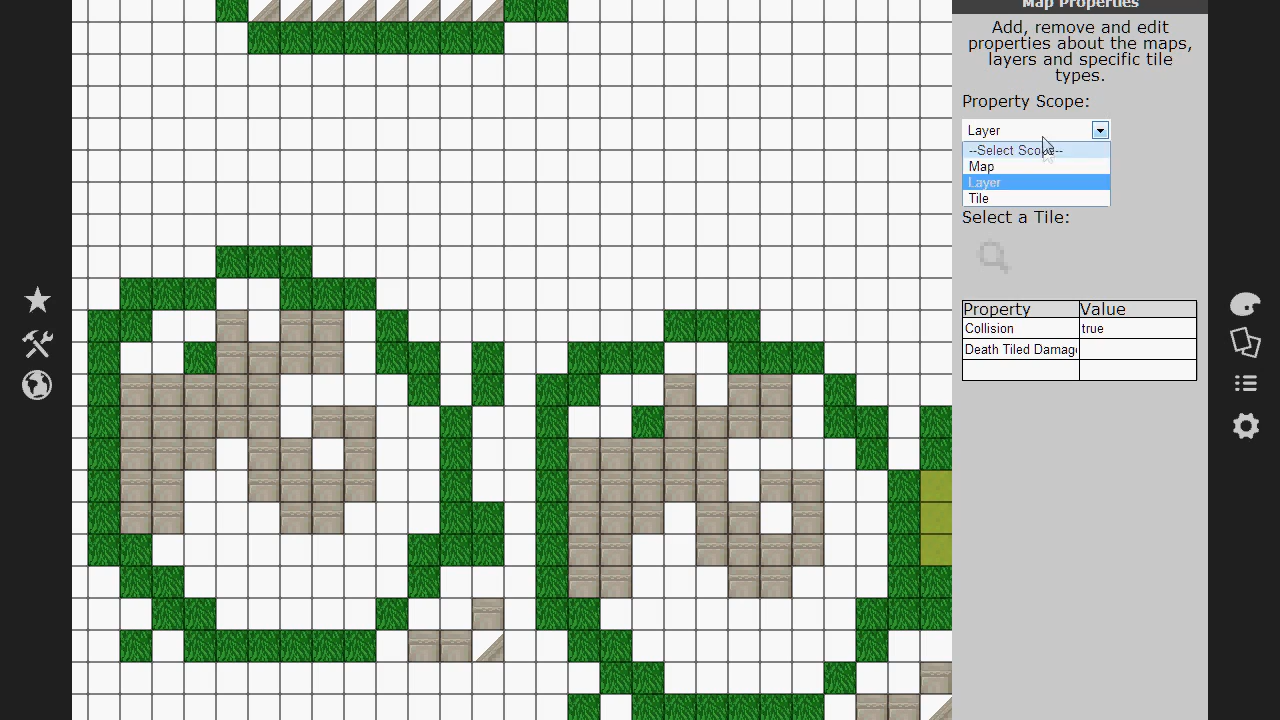 Map Properties
Add, remove and edit
properties about the maps,
layers and specific tile
types.
Property Scope:
Layer
--Select Scope--
Map
Layer
Tile
Select a Tile:
Property Value
Collision true
Death Tiled Damag